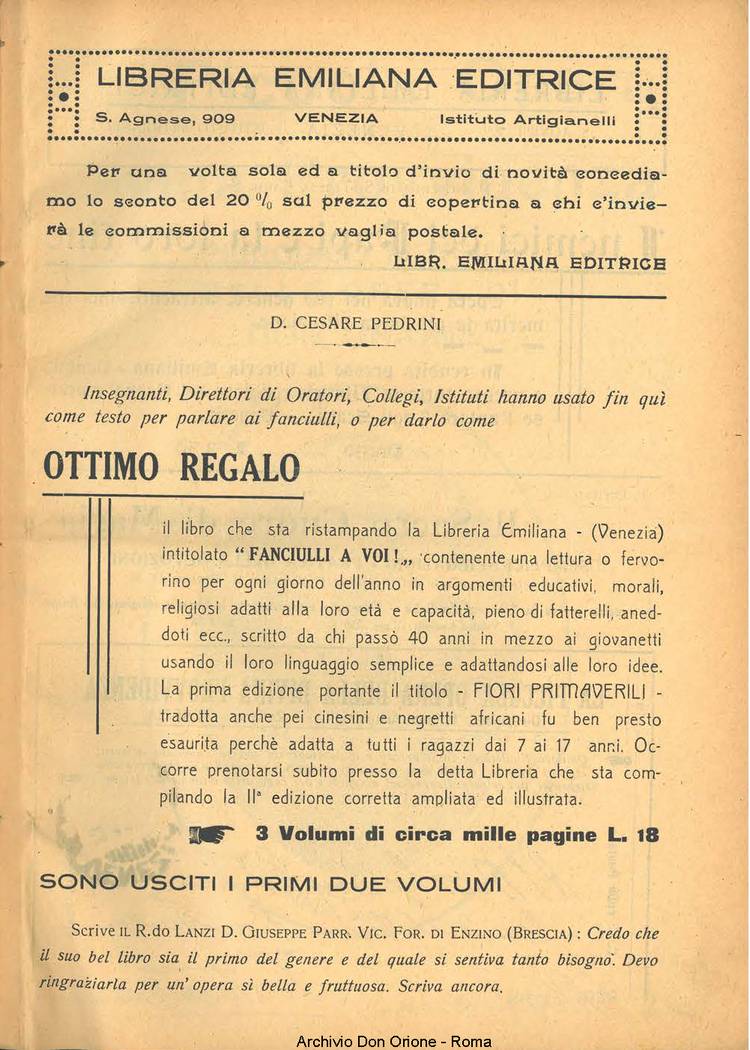 LIBRERIA EMILIANA EDITRICE
S. Agnese, 909 VENEZIA Istituto Artigianelli
Per una volta sola ed a titolo d'invio di novità concedia-
mo lo sconto del 20 % sul prezzo di copertina a chi c'invie-
rà le commissioni a mezzo vaglia postale.
LIBR. EMILIANA EDITRICE
D. CESARE PEDRINI
Insegnanti, Direttori di Oratori, Collegi, Istituti hanno usato fin quì
come testo per parlare ai fanciulli, o per darlo come
OTTIMO REGALO
il libro che sta ristampando la Libreria Emiliana - (Venezia)
intitolato “ FANCIULLI A VOI !„ contenente una lettura o fervo-
rino per ogni giorno dell'anno in argomenti educativi, morali,
religiosi adatti alla loro età e capacità, pieno di fatterelli, aned-
doti ecc., scritto da chi passò 40 anni in mezzo ai giovanetti
usando il loro linguaggio semplice e adattandosi alle loro idee.
La prima edizione portante il titolo - FIORI PRIMAVERILI -
tradotta anche pei cinesini e negretti africani fu ben presto
esaurita perchè adatta a tutti i ragazzi dai 7 ai 17 anni. Oc-
corre prenotarsi subito presso la detta Libreria che sta com-
pilando la IIª edizione corretta ampliata ed illustrata.
3 Volumi di circa mille pagine L. 18
SONO USCITI I PRIMI DUE VOLUMI
Scrive IL R.do LANZI D. GIUSEPPE PARR. VIC. FOR. DI ENZINO (BRESCIA) : Credo che
il suo bel libro sia il primo del genere e del quale si sentiva tanto bisogno. Devo
ringraziarla per un' opera sì bella e fruttuosa. Scriva ancora.
Archivio Don Orione - Roma